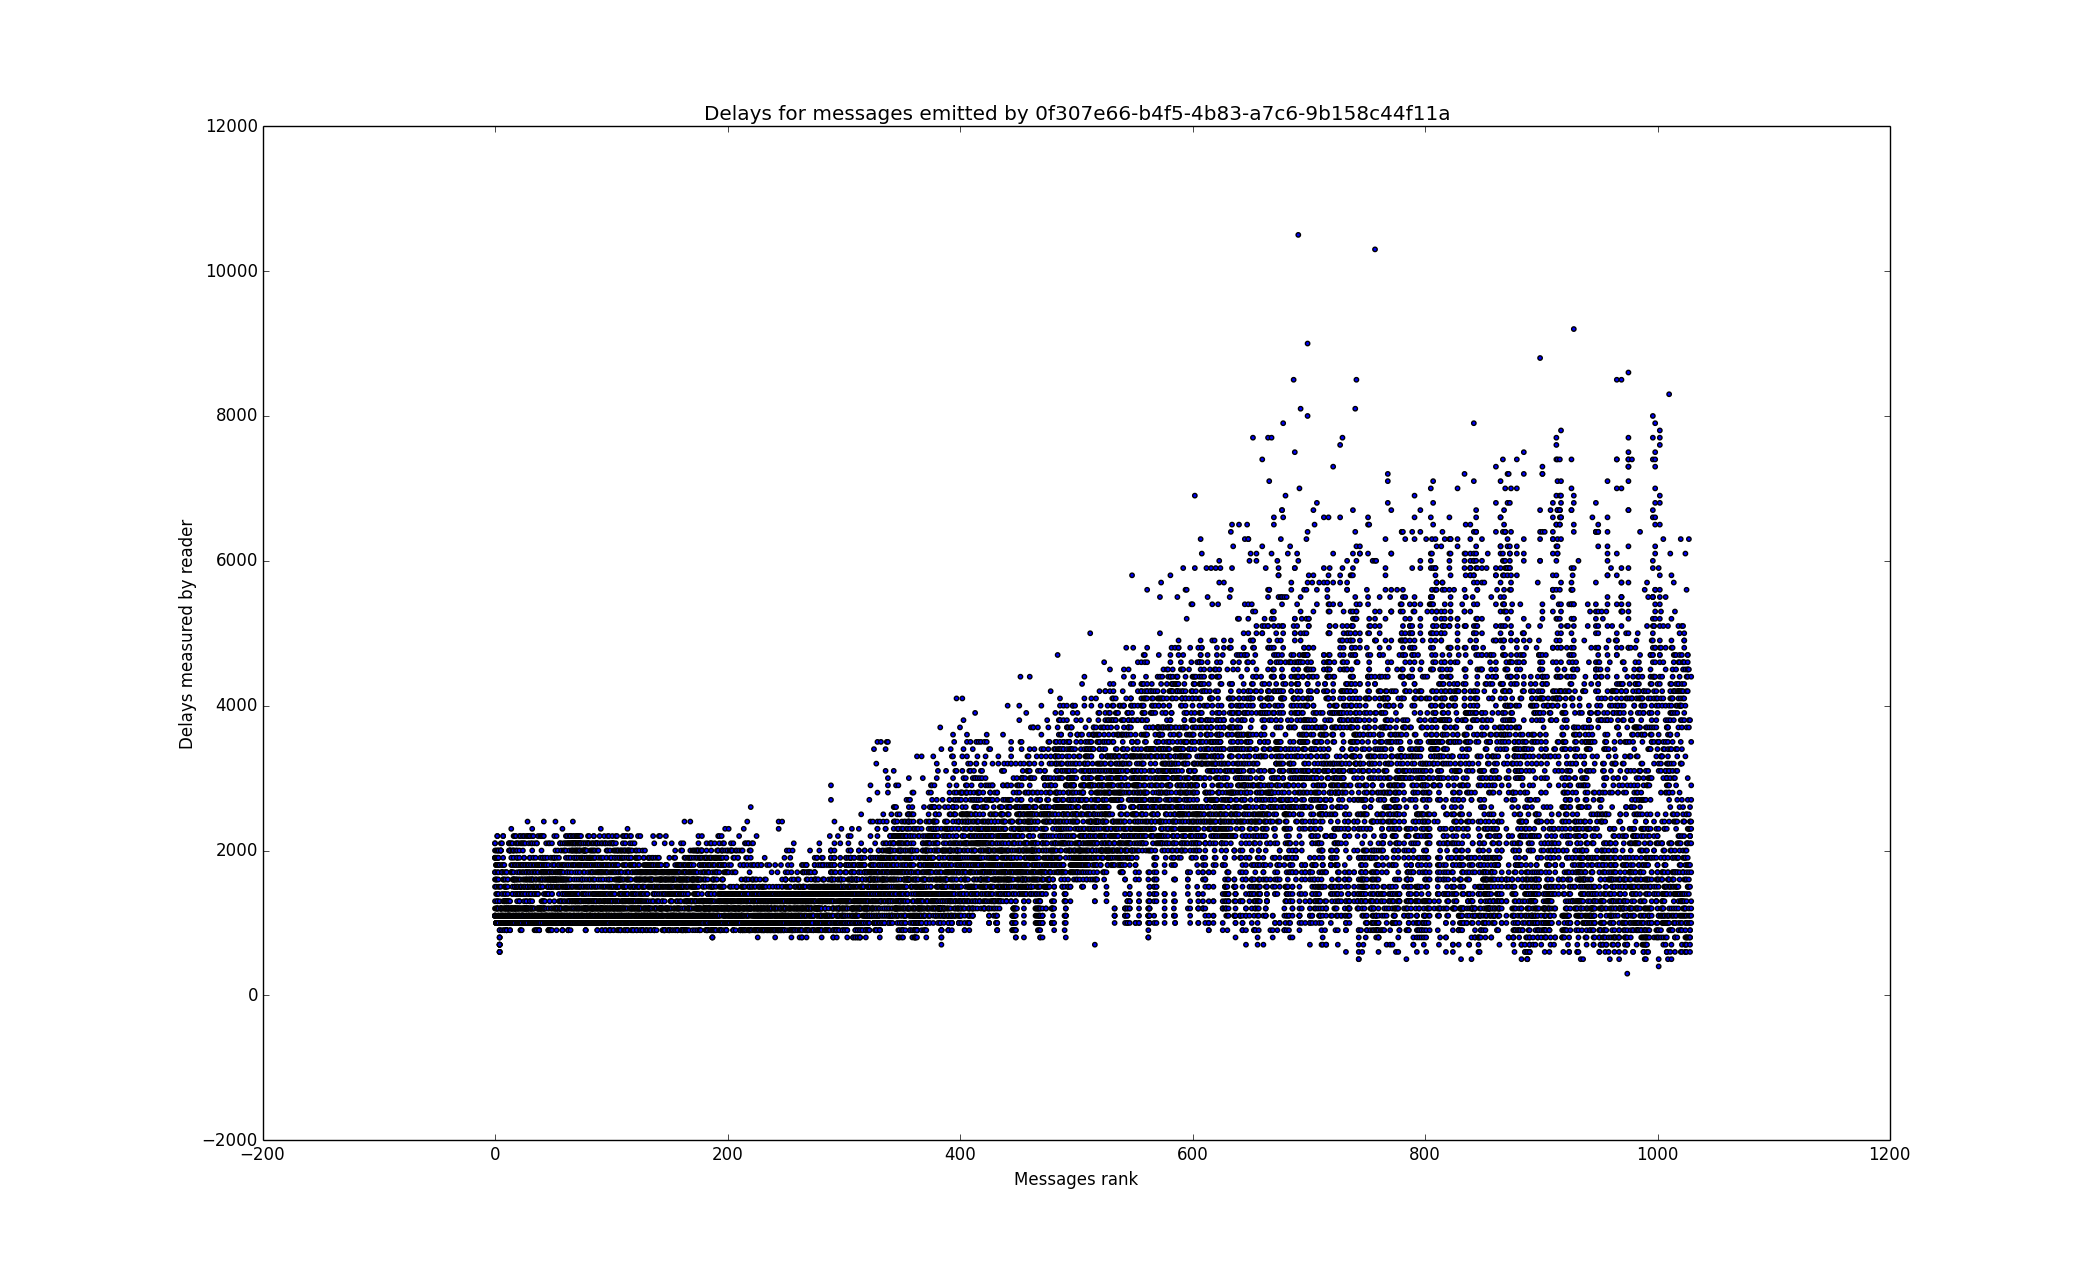 Delays for messages emitted by 0f307e66-b4f5-4b83-a7c6-9b158c44f11a
12000
10000
8000
6000
4000
2000
0
−2000
Delays measured by reader
−200 0 200 400 600 800 1000 1200
Messages rank